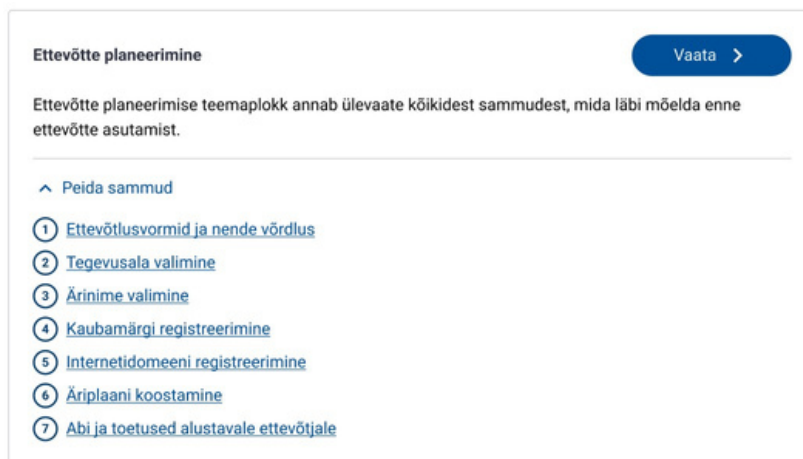 Ettevõtte planeerimine
Vaata
Ettevõtte planeerimise teemaplokk annab ülevaate kõikidest sammudest, mida läbi mõelda enne
ettevõtte asutamist.
Peida sammud
1 Ettevõtlusvormid ja nende võrdlus
2 Tegevusala valimine
3 Ärinime valimine
4 Kaubamärgi registreerimine
5 Internetidomeeni registreerimine
6 Äriplaani koostamine
7 Abi ja toetused alustavale ettevõtjale